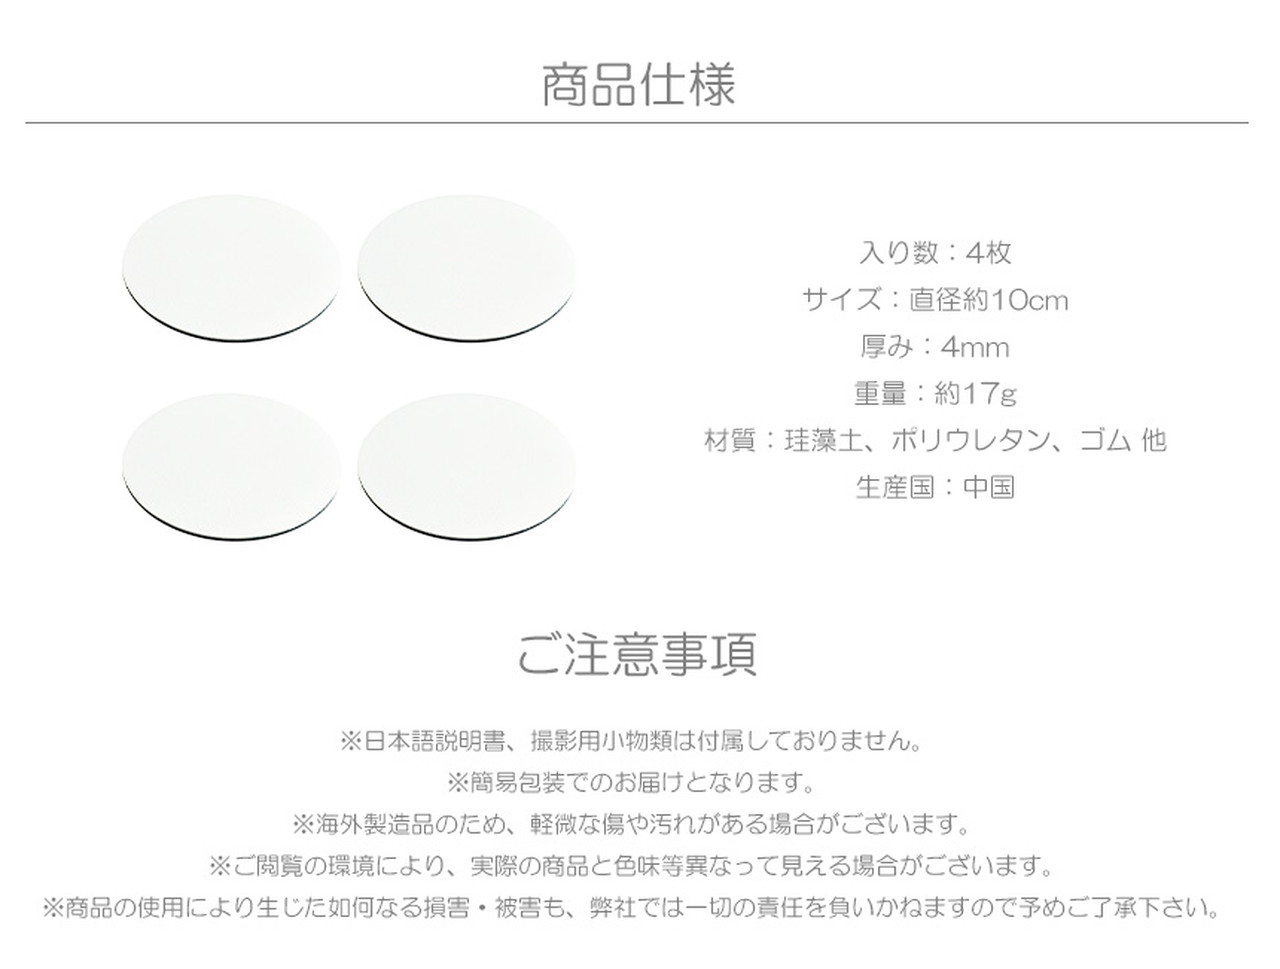 商品仕様
入り数：4枚
サイズ：直径約10cm
厚み：4mm
重量：約17g
材質：珪藻土、ポリウレタン、ゴム 他
生産国：中国
ご注意事項
※日本語説明書、撮影用小物類は付属しておりません。
※簡易包装でのお届けとなります。
※海外製造品のため、軽微な傷や汚れがある場合がございます。
※ご閲覧の環境により、実際の商品と色味等異なって見える場合がございます。
※商品の使用により生じた如何なる損害・被害も、弊社では一切の責任を負いかねますので予めご了承下さい。